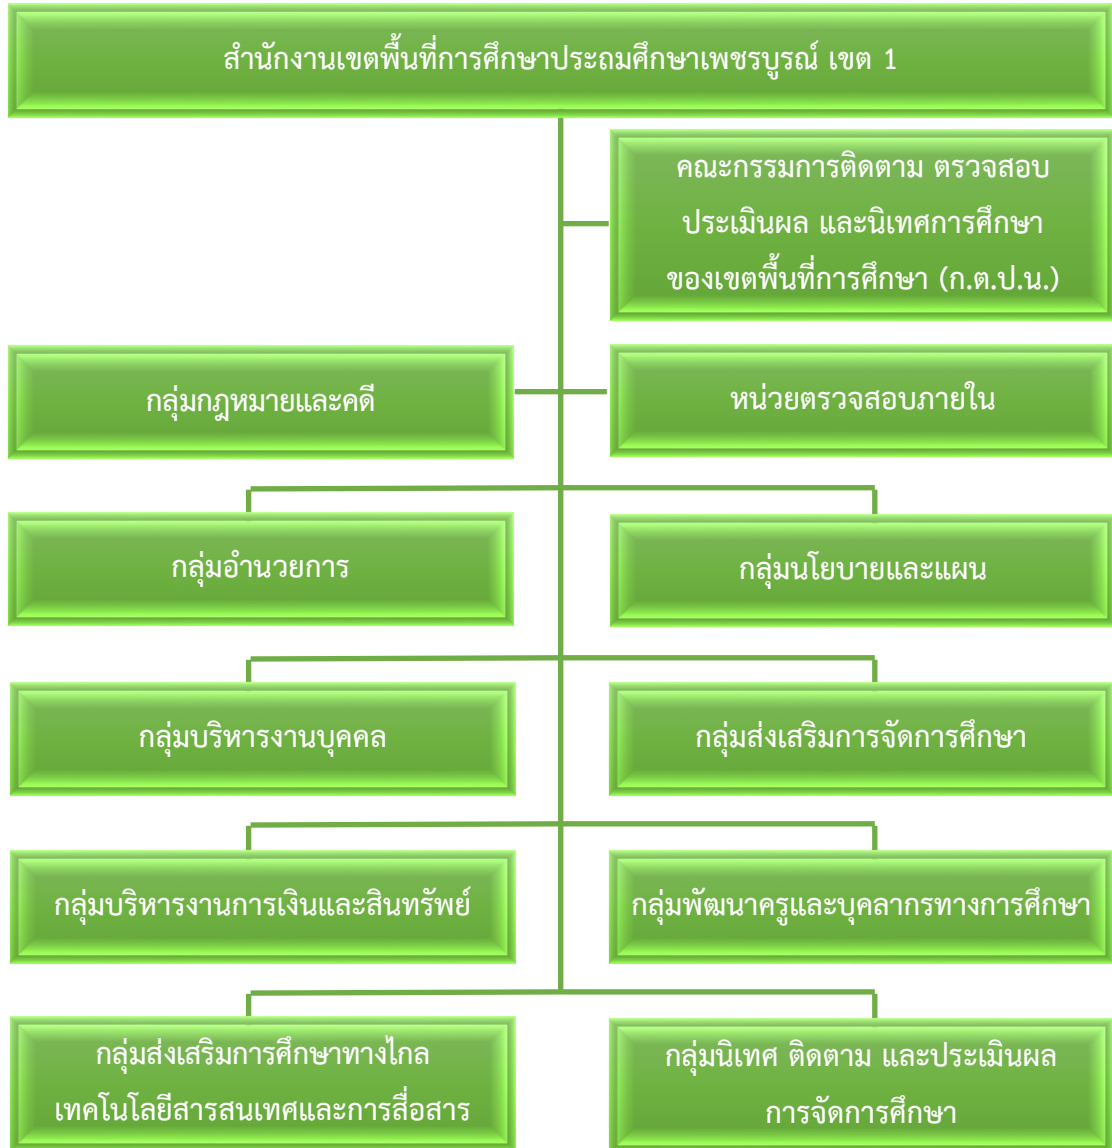 สำนักงานเขตพื้นที่การศึกษาประถมศึกษาเพชรบูรณ์ เขต 1
คณะกรรมการติดตาม ตรวจสอบ
ประเมินผล และนิเทศการศึกษา
ของเขตพื้นที่การศึกษา (ก.ต.ป.น.)
กลุ่มกฎหมายและคดี
หน่วยตรวจสอบภายใน
กลุ่มอำนวยการ
กลุ่มนโยบายและแผน
กลุ่มบริหารงานบุคคล
กลุ่มส่งเสริมการจัดการศึกษา
กลุ่มบริหารงานการเงินและสินทรัพย์
กลุ่มพัฒนาครูและบุคลากรทางการศึกษา
กลุ่มส่งเสริมการศึกษาทางไกล
เทคโนโลยีสารสนเทศและการสื่อสาร
กลุ่มนิเทศ ติดตาม และประเมินผล
การจัดการศึกษา